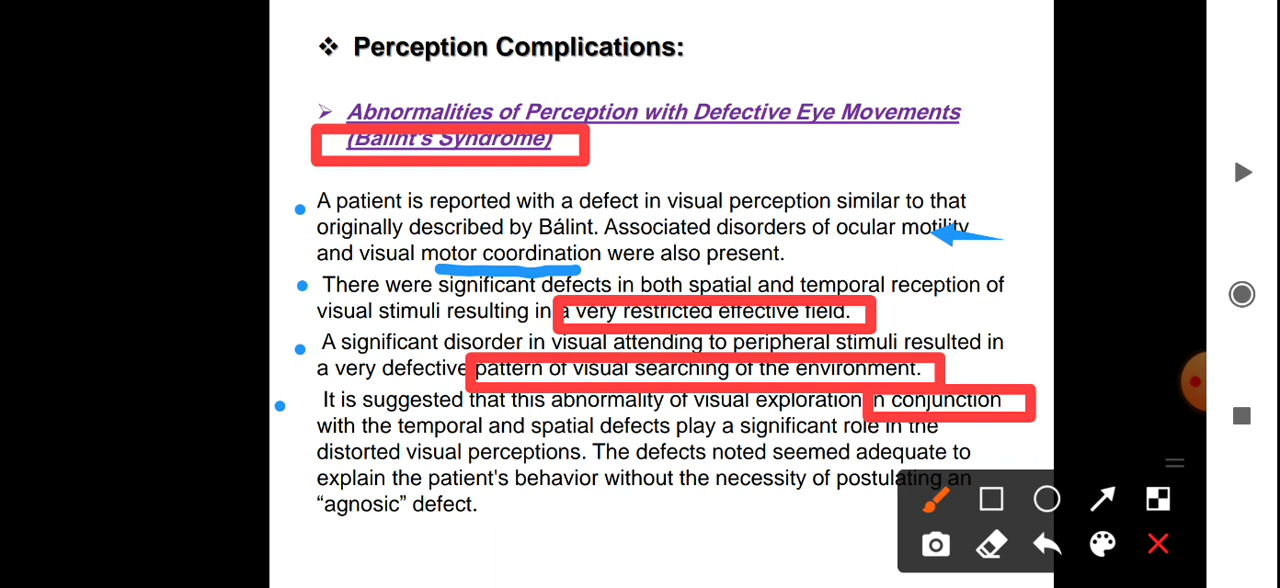 ❖ Perception Complications:
➢ Abnormalities of Perception with Defective Eye Movements
(Balint's Syndrome)
A patient is reported with a defect in visual perception similar to that
originally described by Bálint. Associated disorders of ocular motility
and visual motor coordination were also present.
There were significant defects in both spatial and temporal reception of
visual stimuli resulting in a very restricted effective field.
A significant disorder in visual attending to peripheral stimuli resulted in
a very defective pattern of visual searching of the environment.
It is suggested that this abnormality of visual exploration in conjunction
with the temporal and spatial defects play a significant role in the
distorted visual perceptions. The defects noted seemed adequate to
explain the patient's behavior without the necessity of postulating an
“agnosic” defect.